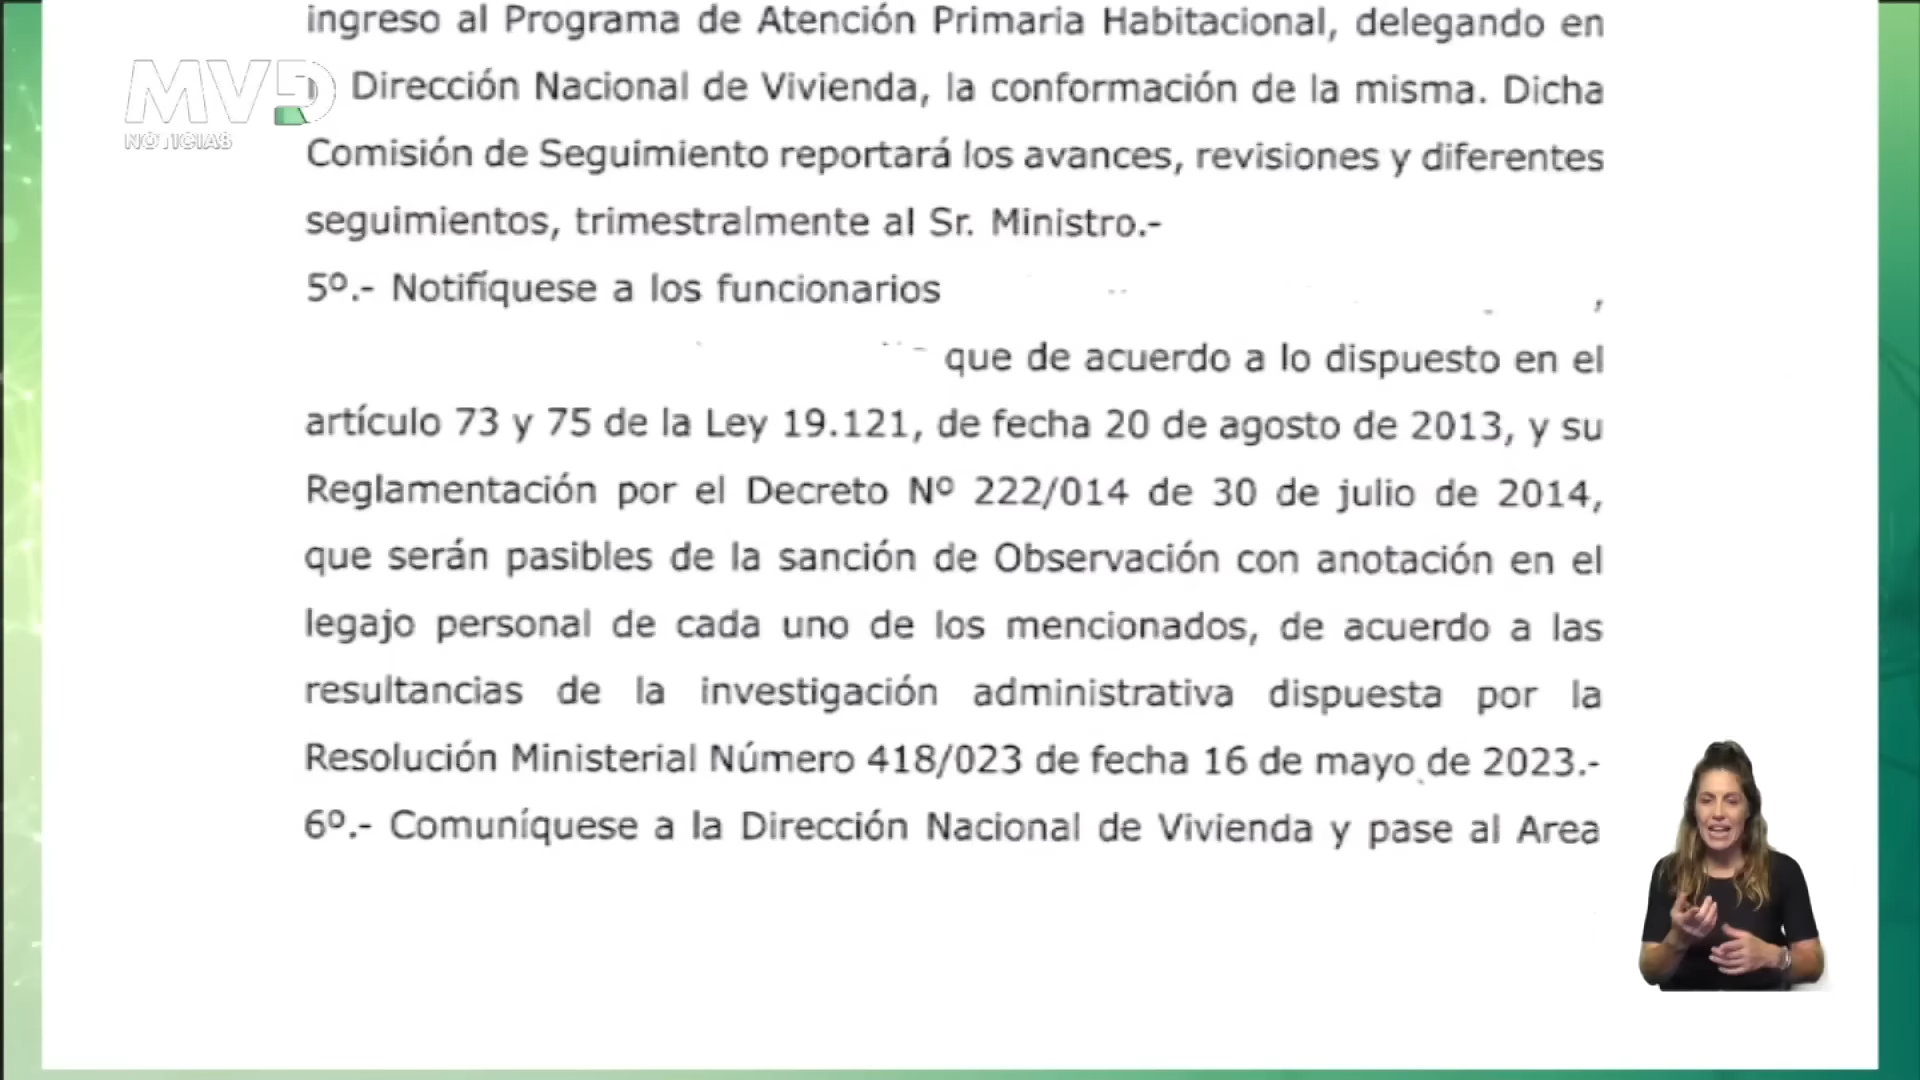 ingreso al Programa de Atención Primaria Habitacional, delegando en
Dirección Nacional de Vivienda, la conformación de la misma. Dicha
Comisión de Seguimiento reportará los avances, revisiones y diferentes
seguimientos, trimestralmente al Sr. Ministro.-
5º.- Notifíquese a los funcionarios ,
que de acuerdo a lo dispuesto en el
artículo 73 y 75 de la Ley 19.121, de fecha 20 de agosto de 2013, y su
Reglamentación por el Decreto Nº 222/014 de 30 de julio de 2014,
que serán pasibles de la sanción de Observación con anotación en el
legajo personal de cada uno de los mencionados, de acuerdo a las
resultancias de la investigación administrativa dispuesta por la
Resolución Ministerial Número 418/023 de fecha 16 de mayo de 2023.-
6º.- Comuníquese a la Dirección Nacional de Vivienda y pase al Area
MVD
NOTICIAS